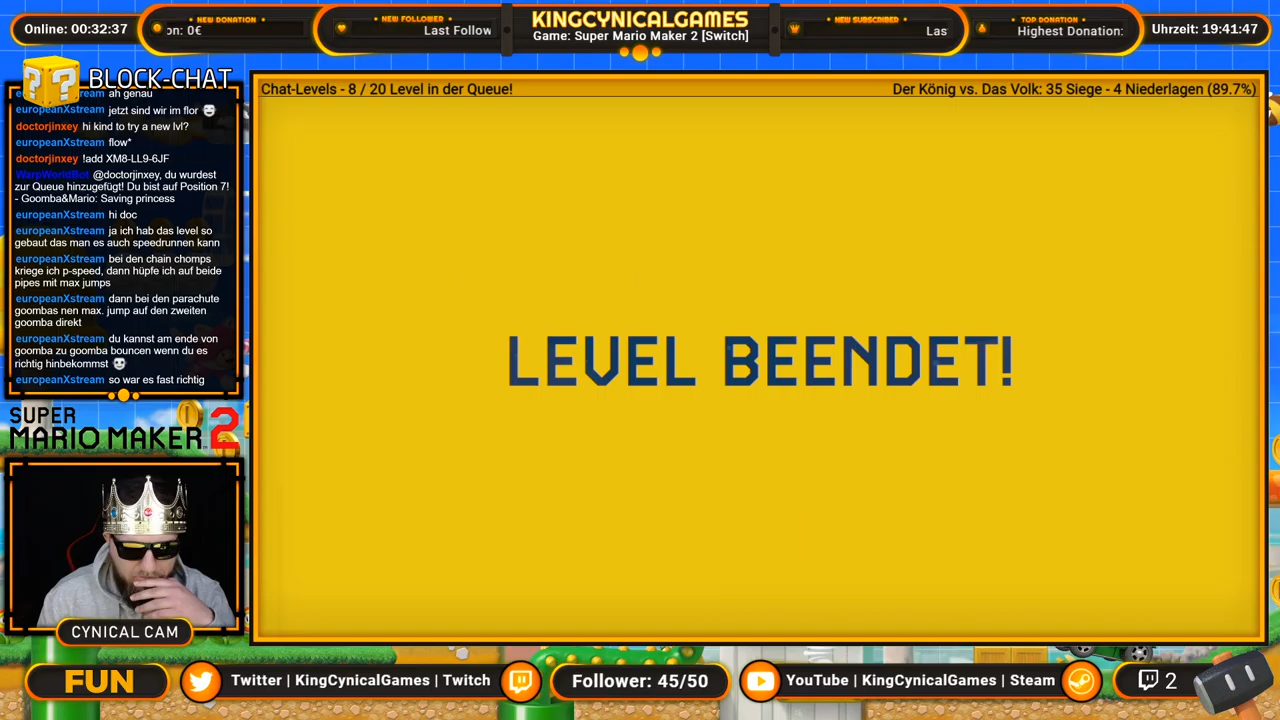 Online: 00:32:37
NEW DONATION
on: 0€
NEW FOLLOWER
Last Follow
KINGCYNICALGAMES
Game: Super Mario Maker 2 [Switch]
NEW SUBSCRIBER
Las
TOP DONATION
Highest Donation:
Uhrzeit: 19:41:47
BLOCK-CHAT
europeanXstream ah genau
europeanXstream jetzt sind wir im flor
doctorjinxey hi kind to try a new lvl?
europeanXstream flow*
doctorjinxey !add XM8-LL9-6JF
WarpWorldBot @doctorjinxey, du wurdest
zur Queue hinzugefügt! Du bist auf Position 7!
- Goomba&Mario: Saving princess
europeanXstream hi doc
europeanXstream ja ich hab das level so
gebaut das man es auch speedrunnen kann
europeanXstream bei den chain chomps
kriege ich p-speed, dann hüpfe ich auf beide
pipes mit max jumps
europeanXstream dann bei den parachute
goombas nen max. jump auf den zweiten
goomba direkt
europeanXstream du kannst am ende von
goomba zu goomba bouncen wenn du es
richtig hinbekommst
europeanXstream so war es fast richtig
Chat-Levels - 8 / 20 Level in der Queue!
Der König vs. Das Volk: 35 Siege - 4 Niederlagen (89.7%)
LEVEL BEENDET!
SUPER
MARIO MAKER 2
CYNICAL CAM
FUN
Twitter | KingCynicalGames | Twitch
Follower: 45/50
YouTube | KingCynicalGames | Steam
2